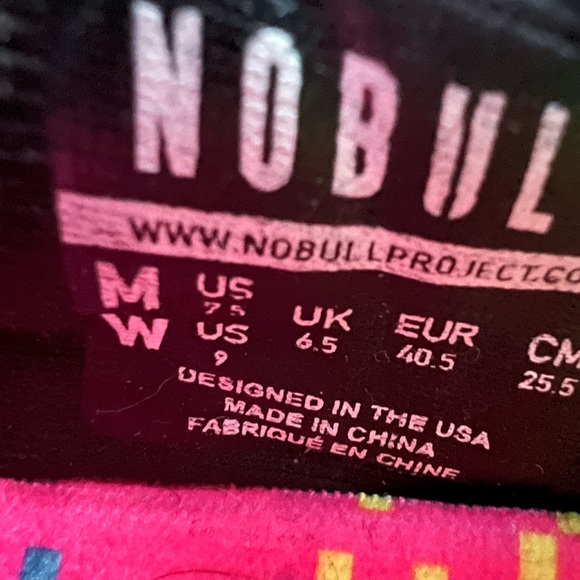 NOBUL
WWW.NOBULLPROJECT.CO
M US 7.5 UK 6.5 EUR 40.5 CM 25.5
W US 9
DESIGNED IN THE USA
MADE IN CHINA
FABRIQUÉ EN CHINE